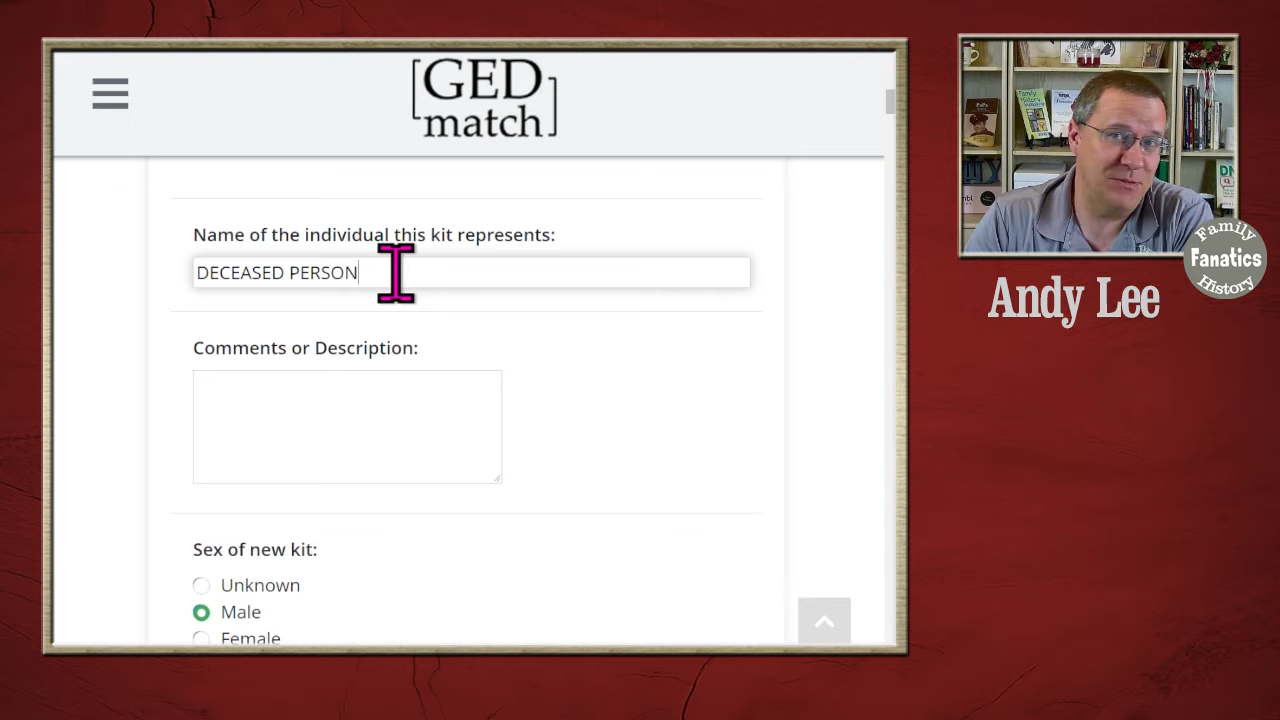 [GED
match]
Name of the individual this kit represents:
DECEASED PERSON
Comments or Description:
Sex of new kit:
Unknown
Male
Female
Family
Fanatics
History
Andy Lee